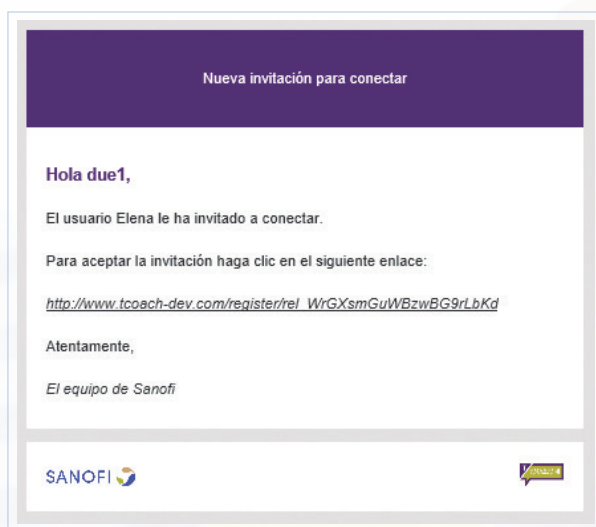 Nueva invitación para conectar
Hola due1,
El usuario Elena le ha invitado a conectar.
Para aceptar la invitación haga clic en el siguiente enlace:
http://www.tcoach-dev.com/register/rel_WrGXsmGuWBzwBG9rLbKd
Atentamente,
El equipo de Sanofi
SANOFI